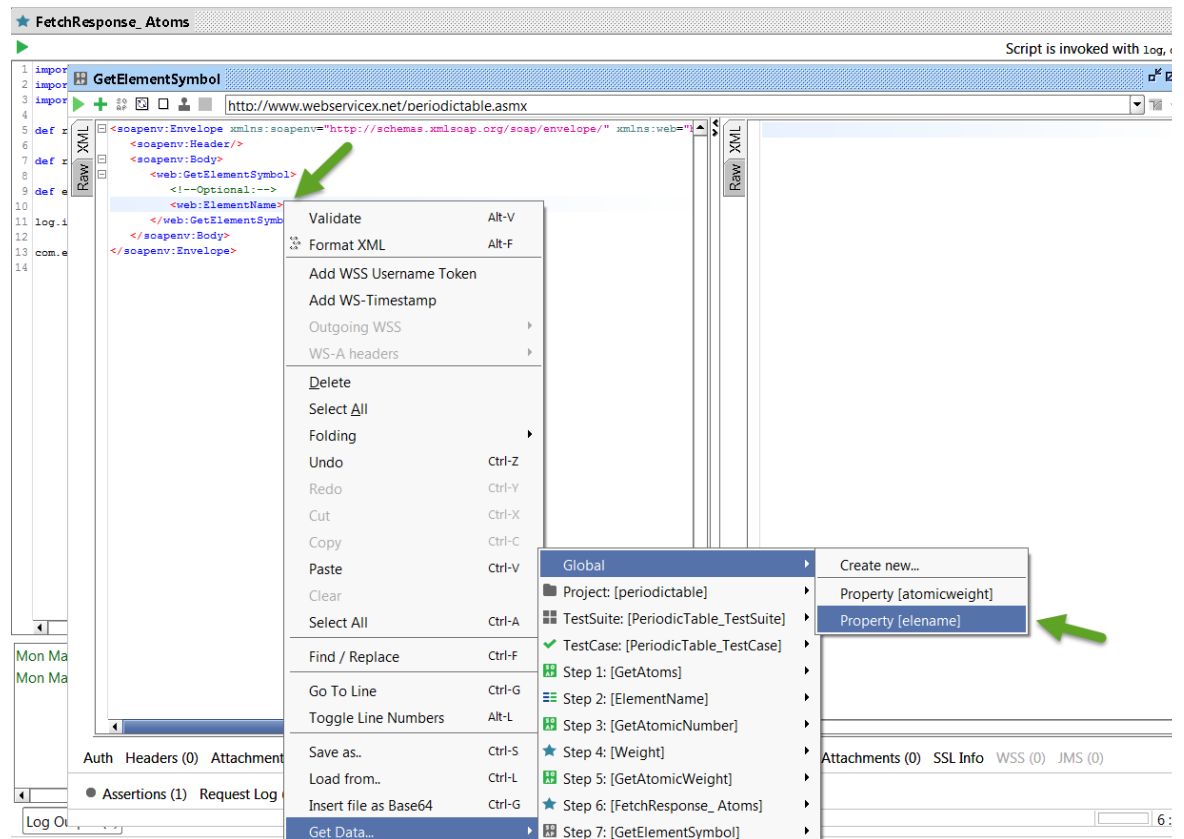 FetchResponse_ Atoms
Script is invoked with log,
GetElementSymbol
http://www.webservicex.net/periodictable.asmx
1 impor
2 impor
3 impor
4
5 def r
6
7 def r
8
9 def e
10
11 log.i
12
13 com.e
14
XML
Raw
<soapenv:Envelope xmlns:soapenv="http://schemas.xmlsoap.org/soap/envelope/" xmlns:web="
<soapenv:Header/>
<soapenv:Body>
<web:GetElementSymbol>
<!--Optional:-->
<web:ElementName>
</web:GetElementSymb
</soapenv:Body>
</soapenv:Envelope>
XML
Raw
Validate Alt-V
Format XML Alt-F
Add WSS Username Token
Add WS-Timestamp
Outgoing WSS
WS-A headers
Delete
Select All
Folding
Undo Ctrl-Z
Redo Ctrl-Y
Cut Ctrl-X
Copy Ctrl-C
Paste Ctrl-V
Clear
Select All Ctrl-A
Find / Replace Ctrl-F
Go To Line Ctrl-G
Toggle Line Numbers Alt-L
Save as.. Ctrl-S
Load from.. Ctrl-L
Insert file as Base64 Ctrl-G
Get Data...
Global
Project: [periodictable]
TestSuite: [PeriodicTable_TestSuite]
TestCase: [PeriodicTable_TestCase]
Step 1: [GetAtoms]
Step 2: [ElementName]
Step 3: [GetAtomicNumber]
Step 4: [Weight]
Step 5: [GetAtomicWeight]
Step 6: [FetchResponse_ Atoms]
Step 7: [GetElementSymbol]
Create new...
Property [atomicweight]
Property [elename]
Mon Ma
Mon Ma
Auth Headers (0) Attachment
Attachments (0) SSL Info WSS (0) JMS (0)
Assertions (1) Request Log
Log Ou
6 :